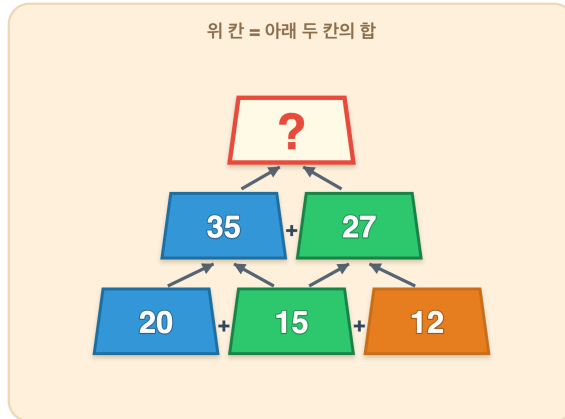 위 칸 = 아래 두 칸의 합
?
35 + 27
20 + 15 + 12